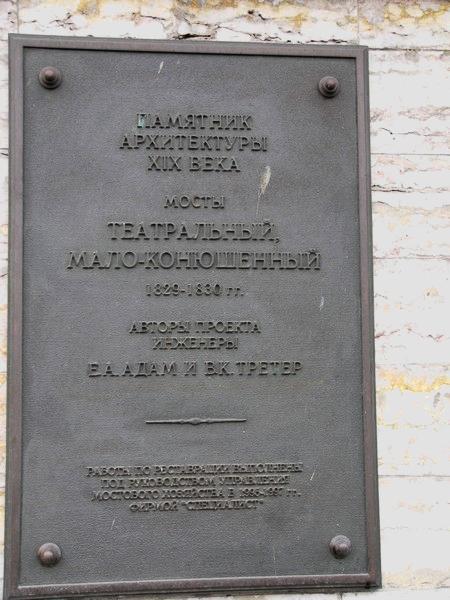 ПАМЯТНИК
АРХИТЕКТУРЫ
XIX ВЕКА
МОСТЫ
ТЕАТРАЛЬНЫЙ,
МАЛО-КОНЮШЕННЫЙ
1829-1830 гг.
АВТОРЫ ПРОЕКТА
ИНЖЕНЕРЫ
Е.А. АДАМ И В.К. ТРЕТЕР
РАБОТЫ ПО РЕСТАВРАЦИИ ВЫПОЛНЕНЫ
ПОД РУКОВОДСТВОМ УПРАВЛЕНИЯ
МОСТОВОГО ХОЗЯЙСТВА В гг.
ФИРМОЙ "СПЕЦИАЛИСТ"